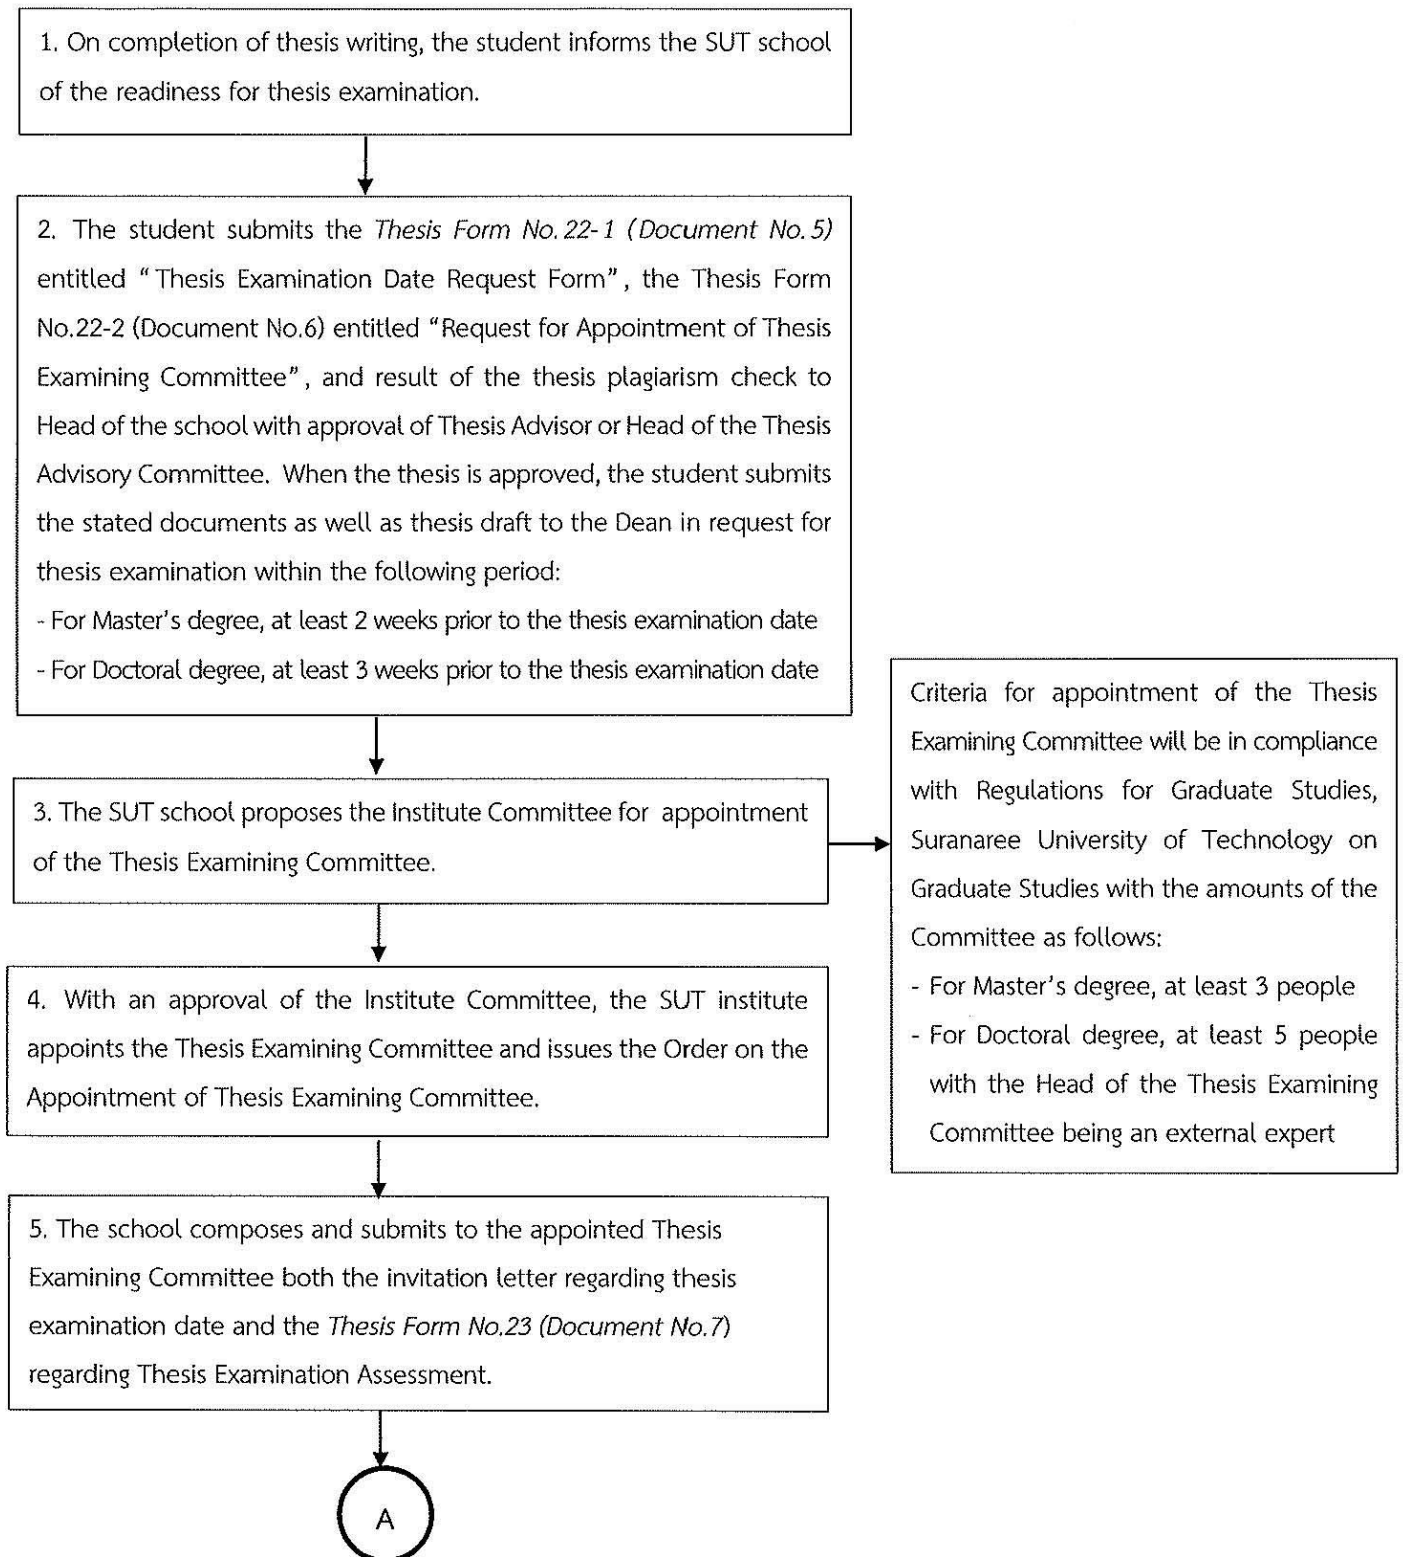 1. On completion of thesis writing, the student informs the SUT school
of the readiness for thesis examination.
2. The student submits the Thesis Form No.22-1 (Document No.5)
entitled “Thesis Examination Date Request Form”, the Thesis Form
No.22-2 (Document No.6) entitled “Request for Appointment of Thesis
Examining Committee”, and result of the thesis plagiarism check to
Head of the school with approval of Thesis Advisor or Head of the Thesis
Advisory Committee. When the thesis is approved, the student submits
the stated documents as well as thesis draft to the Dean in request for
thesis examination within the following period:
- For Master’s degree, at least 2 weeks prior to the thesis examination date
- For Doctoral degree, at least 3 weeks prior to the thesis examination date
3. The SUT school proposes the Institute Committee for appointment
of the Thesis Examining Committee.
Criteria for appointment of the Thesis
Examining Committee will be in compliance
with Regulations for Graduate Studies,
Suranaree University of Technology on
Graduate Studies with the amounts of the
Committee as follows:
- For Master’s degree, at least 3 people
- For Doctoral degree, at least 5 people
with the Head of the Thesis Examining
Committee being an external expert
4. With an approval of the Institute Committee, the SUT institute
appoints the Thesis Examining Committee and issues the Order on the
Appointment of Thesis Examining Committee.
5. The school composes and submits to the appointed Thesis
Examining Committee both the invitation letter regarding thesis
examination date and the Thesis Form No.23 (Document No.7)
regarding Thesis Examination Assessment.
A